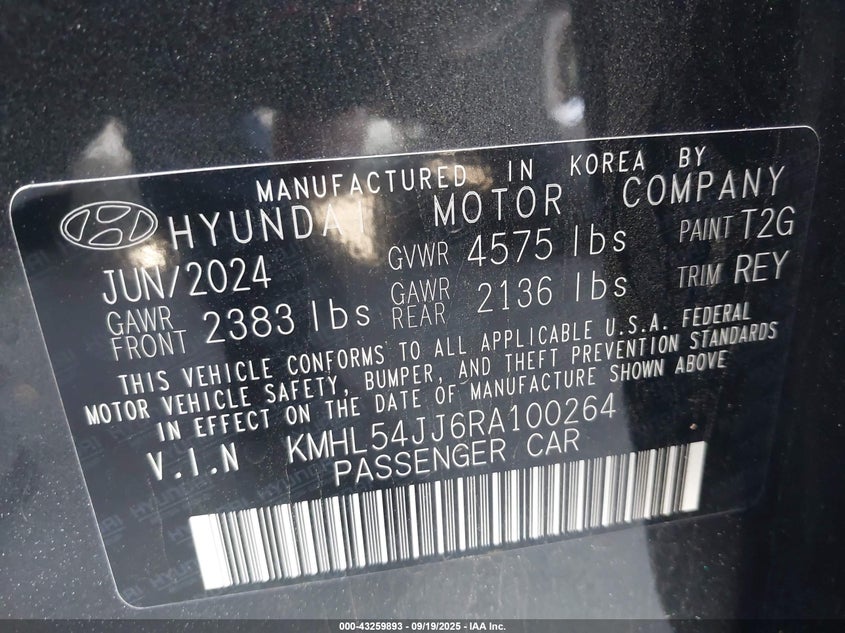 MANUFACTURED IN KOREA BY
HYUNDAI MOTOR COMPANY
JUN/2024 GVWR 4575 lbs PAINT T2G
GAWR FRONT 2383 lbs GAWR REAR 2136 lbs TRIM REY
THIS VEHICLE CONFORMS TO ALL APPLICABLE U.S.A. FEDERAL
MOTOR VEHICLE SAFETY, BUMPER, AND THEFT PREVENTION STANDARDS
IN EFFECT ON THE DATE OF MANUFACTURE SHOWN ABOVE
V.I.N KMHL54JJ6RA100264
PASSENGER CAR
000-43259893 - 09/19/2025 - IAA Inc.